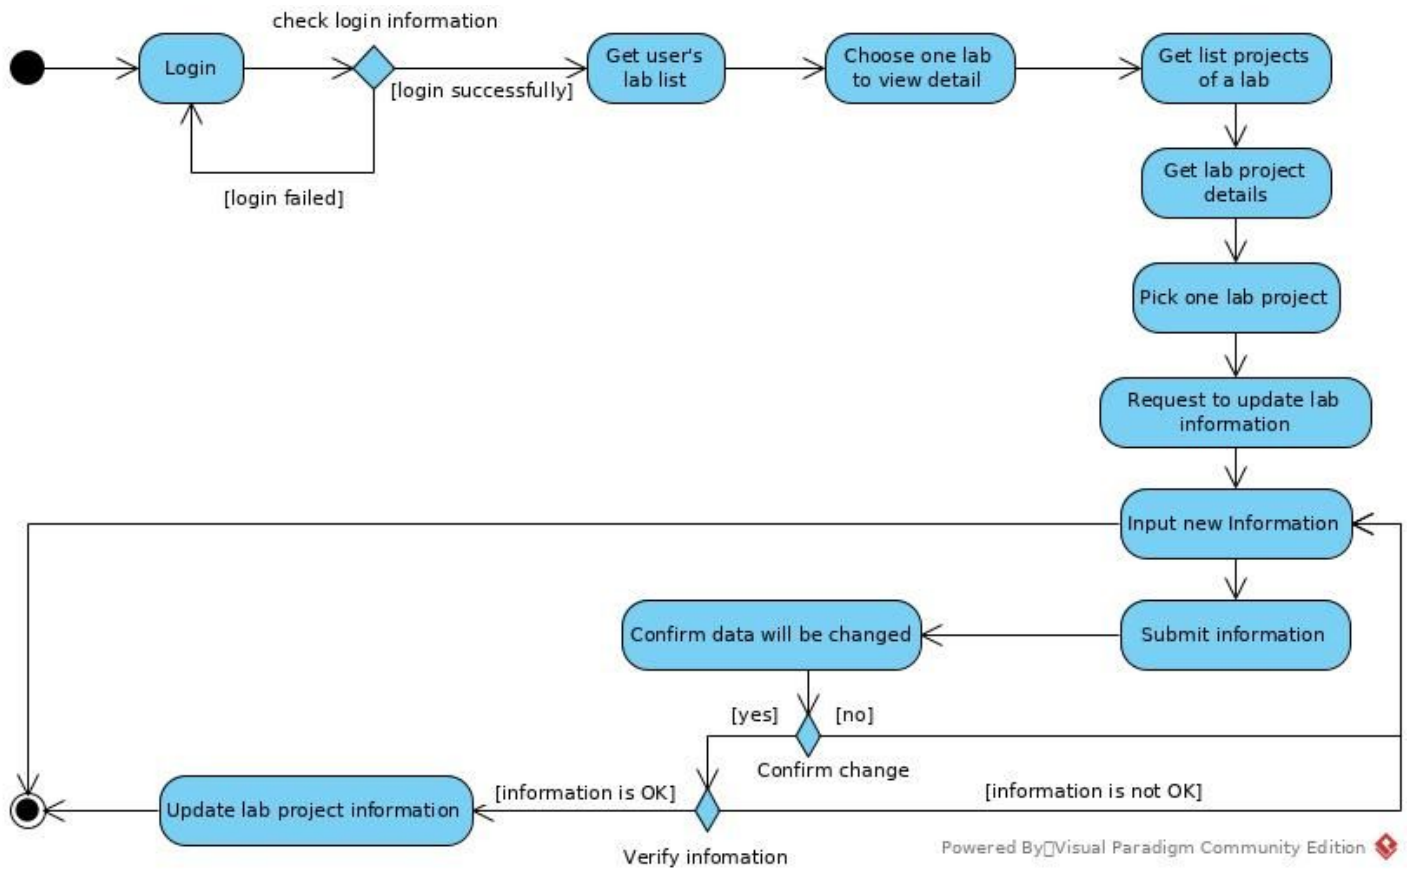 check login information
Login
[login successfully]
[login failed]
Get user's
lab list
Choose one lab
to view detail
Get list projects
of a lab
Get lab project
details
Pick one lab project
Request to update lab
information
Input new Information
Submit information
Confirm data will be changed
[yes]
[no]
Confirm change
[information is OK]
[information is not OK]
Update lab project information
Verify infomation
Powered By▯Visual Paradigm Community Edition